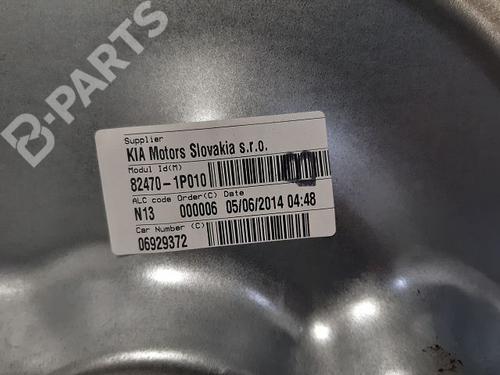 B-PARTS
Supplier
KIA Motors Slovakia s.r.o.
Modul Id(M)
82470-1P010
ALC code Order(C) Date
N13 000006 05/06/2014 04:48
Car Number (C)
06929372